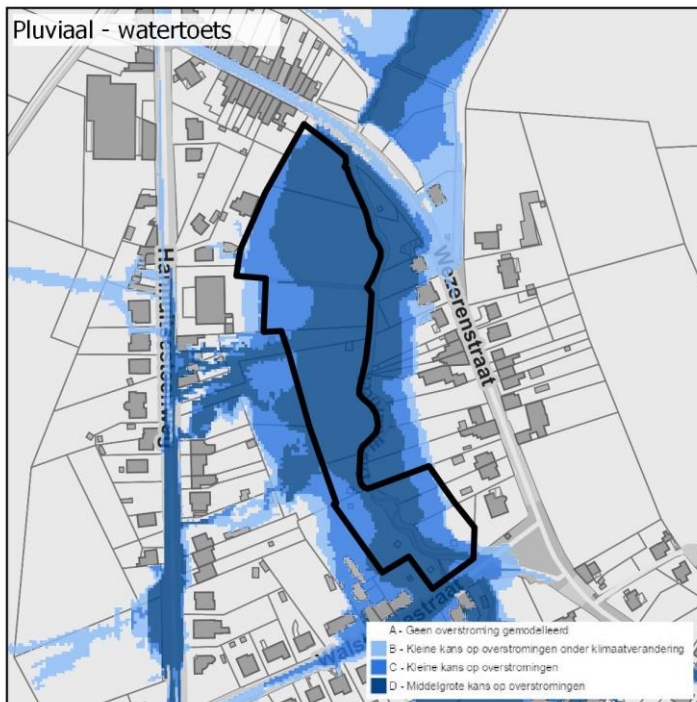 Pluviaal - watertoets
Wezerenstraat
A - Geen overstroming gemodelleerd
B - Kleine kans op overstromingen onder klimaatverandering
C - Kleine kans op overstromingen
D - Middelgrote kans op overstromingen